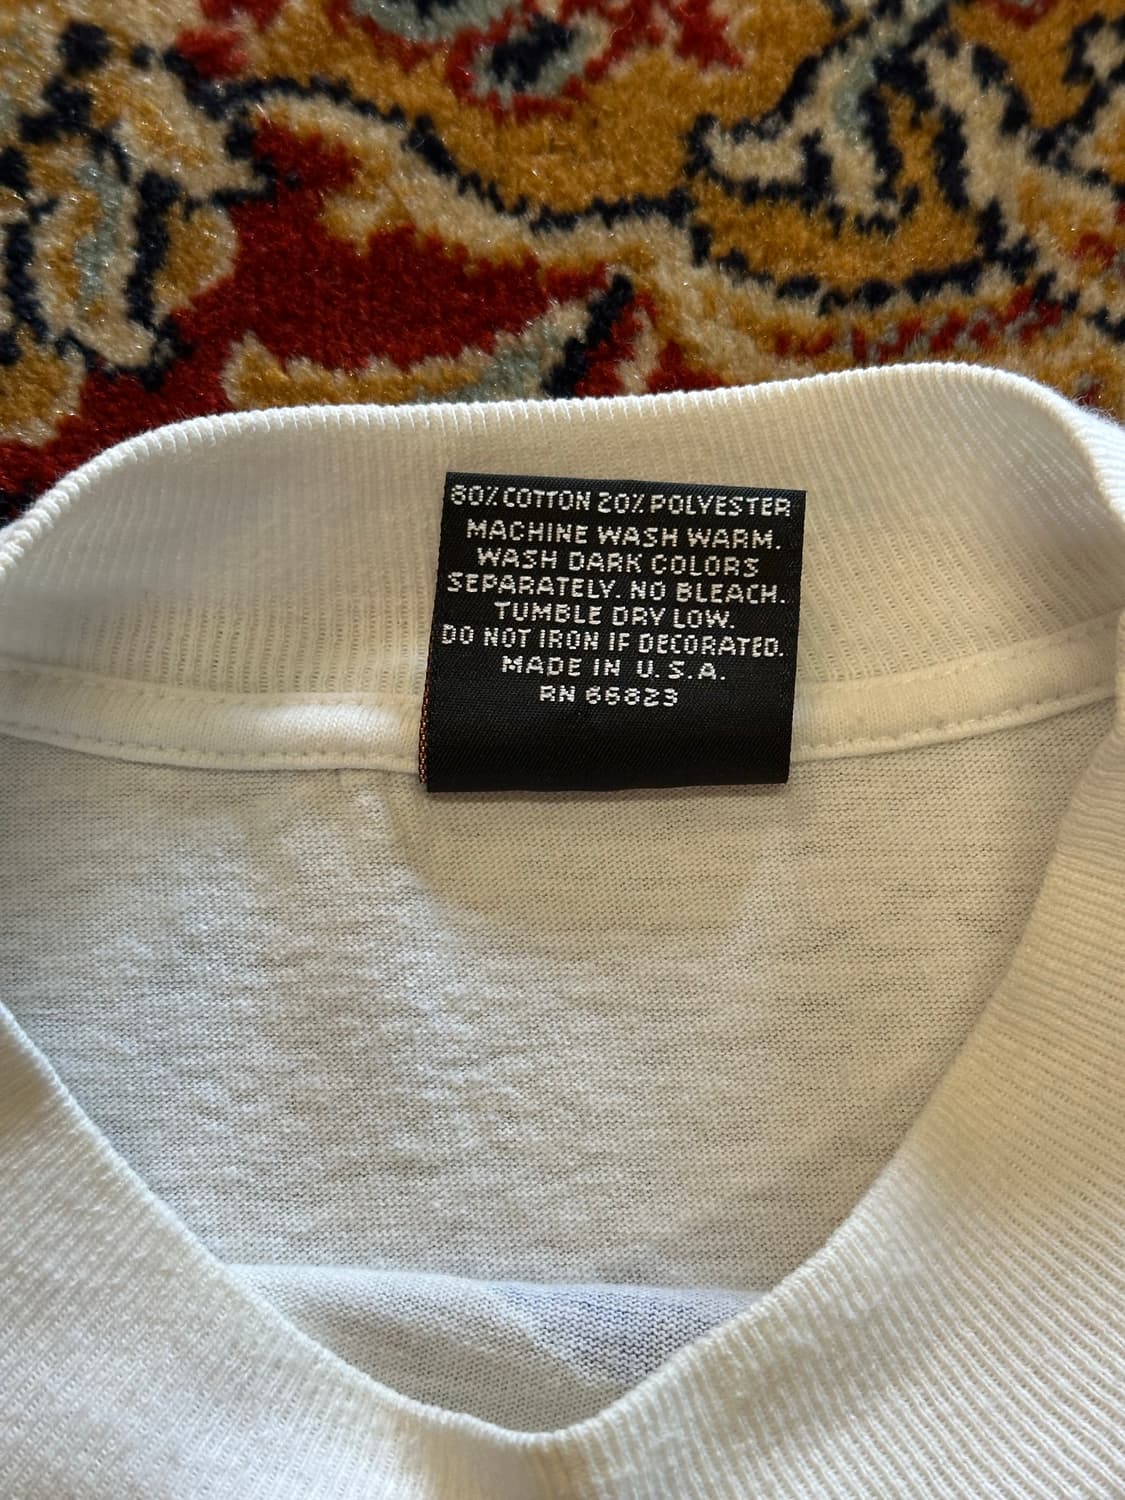 80% COTTON 20% POLYESTER
MACHINE WASH WARM.
WASH DARK COLORS
SEPARATELY. NO BLEACH.
TUMBLE DRY LOW.
DO NOT IRON IF DECORATED.
MADE IN U.S.A.
RN 66823